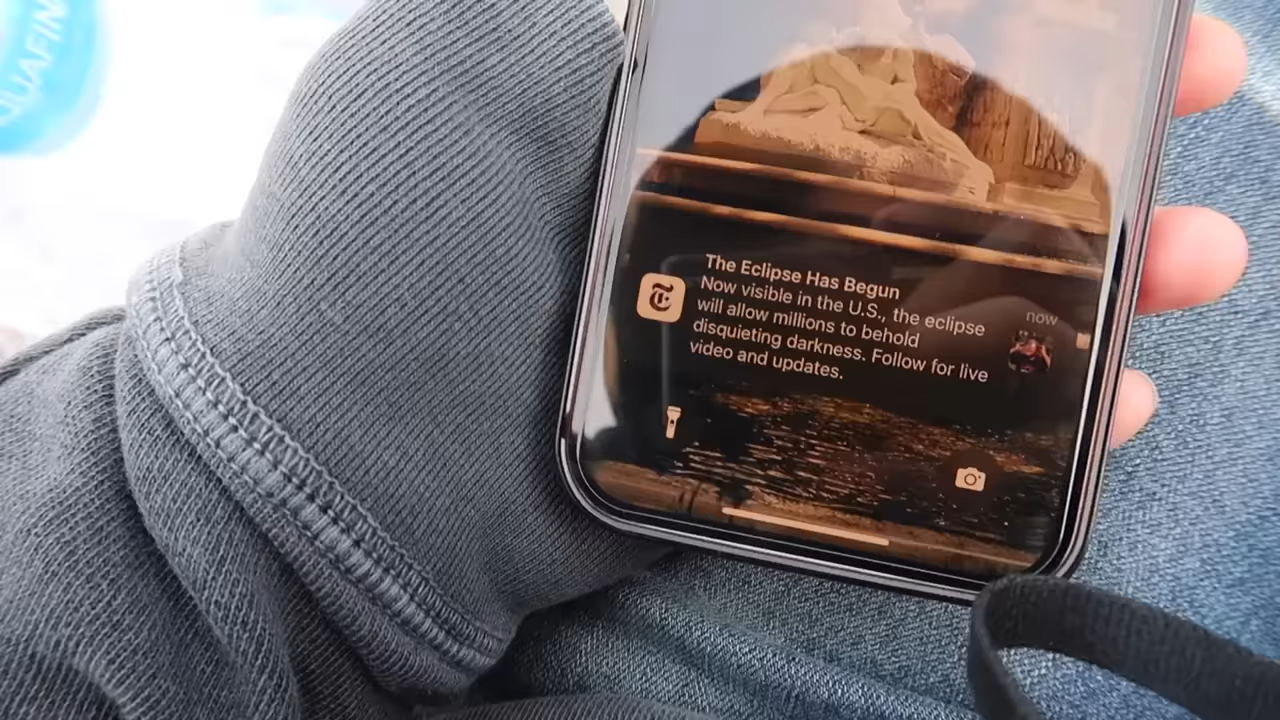 QUAFIN
The Eclipse Has Begun
Now visible in the U.S., the eclipse
will allow millions to behold
disquieting darkness. Follow for live
video and updates.
now
T